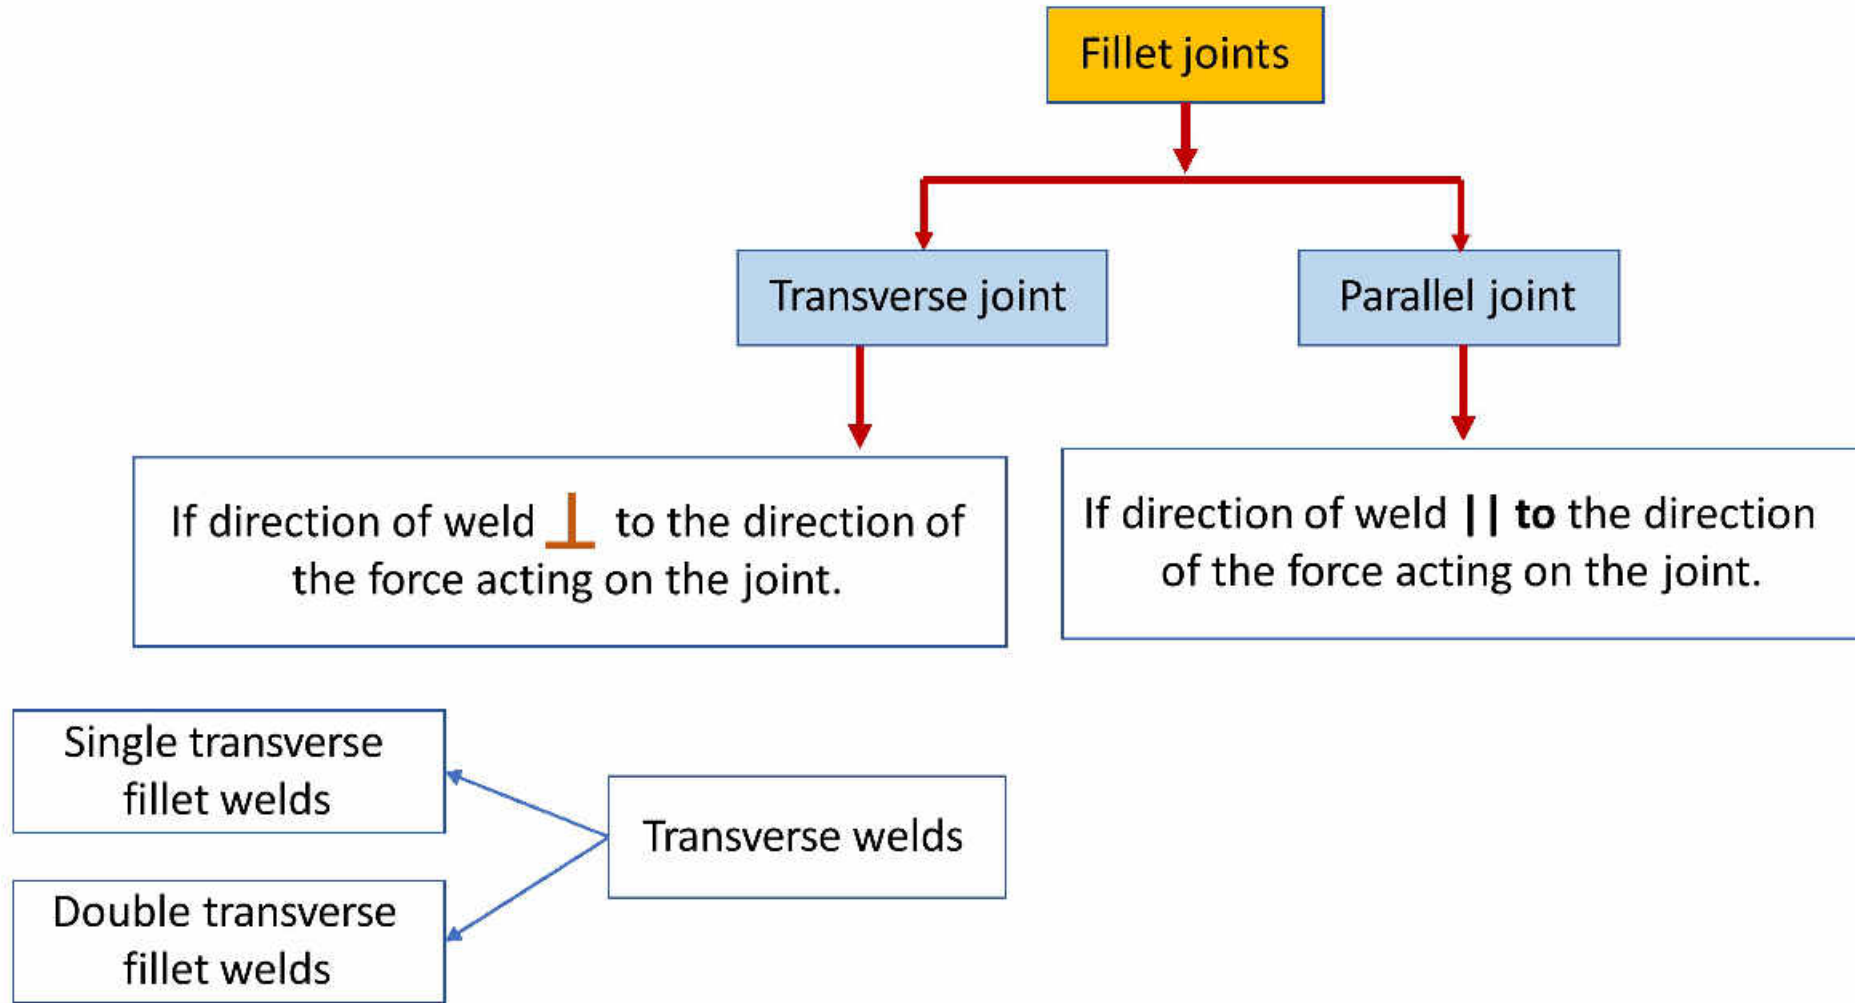 Fillet joints
Transverse joint
Parallel joint
If direction of weld ⊥ to the direction of
the force acting on the joint.
If direction of weld || to the direction
of the force acting on the joint.
Single transverse
fillet welds
Transverse welds
Double transverse
fillet welds